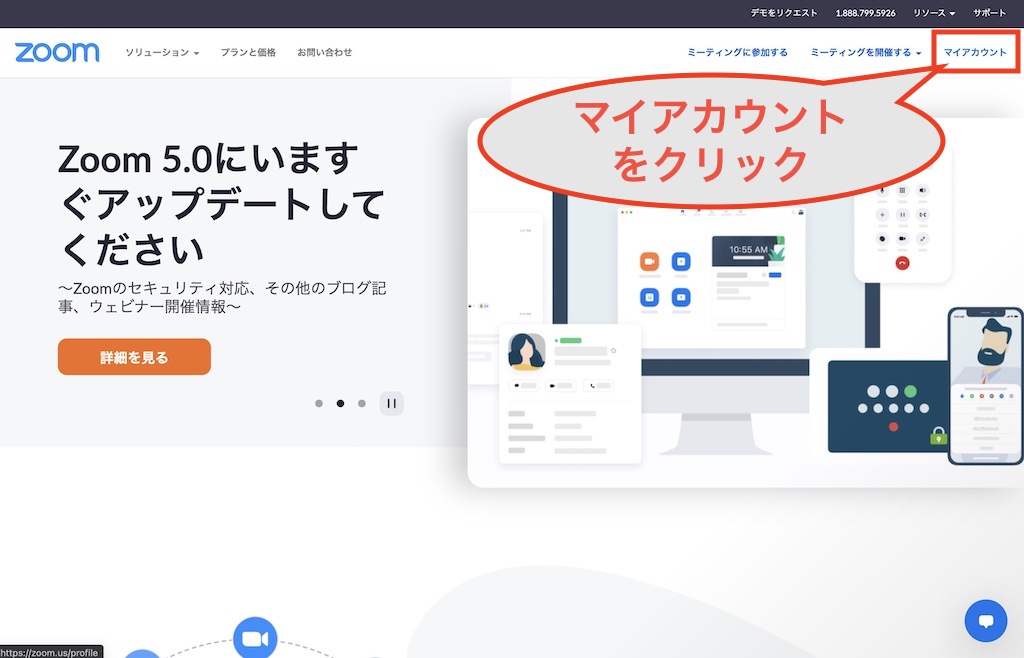 デモをリクエスト 1.888.799.5926 リソース サポート
zoom ソリューション プランと価格 お問い合わせ ミーティングに参加する ミーティングを開催する マイアカウント
マイアカウント
をクリック
Zoom 5.0にいます
ぐアップデートして
ください
〜Zoomのセキュリティ対応、その他のブログ記
事、ウェビナー開催情報〜
詳細を見る
10:55 AM
https://zoom.us/profile